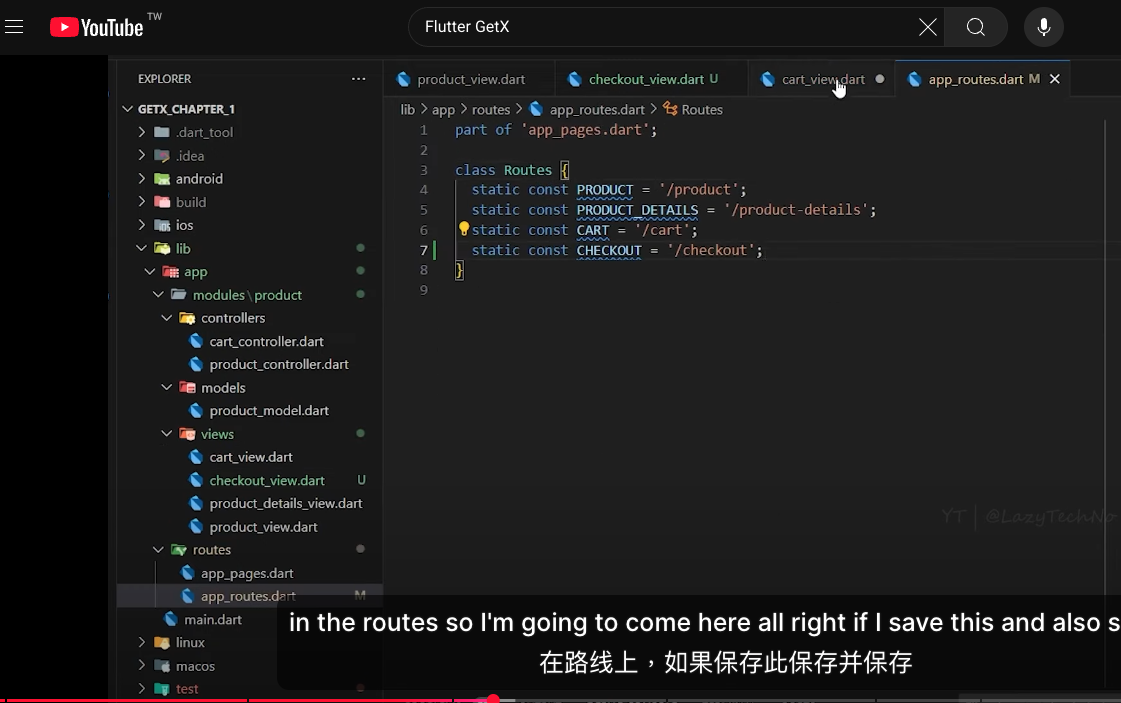 YouTube TW
Flutter GetX
EXPLORER ...
product_view.dart
checkout_view.dart U
cart_view.dart
app_routes.dart M
GETX_CHAPTER_1
.dart_tool
.idea
android
build
ios
lib
app
modules\product
controllers
cart_controller.dart
product_controller.dart
models
product_model.dart
views
cart_view.dart
checkout_view.dart U
product_details_view.dart
product_view.dart
routes
app_pages.dart
app_routes.dart M
main.dart
linux
macos
test
lib > app > routes > app_routes.dart > Routes
1 part of 'app_pages.dart';
2
3 class Routes {
4 static const PRODUCT = '/product';
5 static const PRODUCT_DETAILS = '/product-details';
6 static const CART = '/cart';
7 static const CHECKOUT = '/checkout';
8 }
9
YT | @LazyTechNo
in the routes so I'm going to come here all right if I save this and also s
在路线上，如果保存此保存并保存